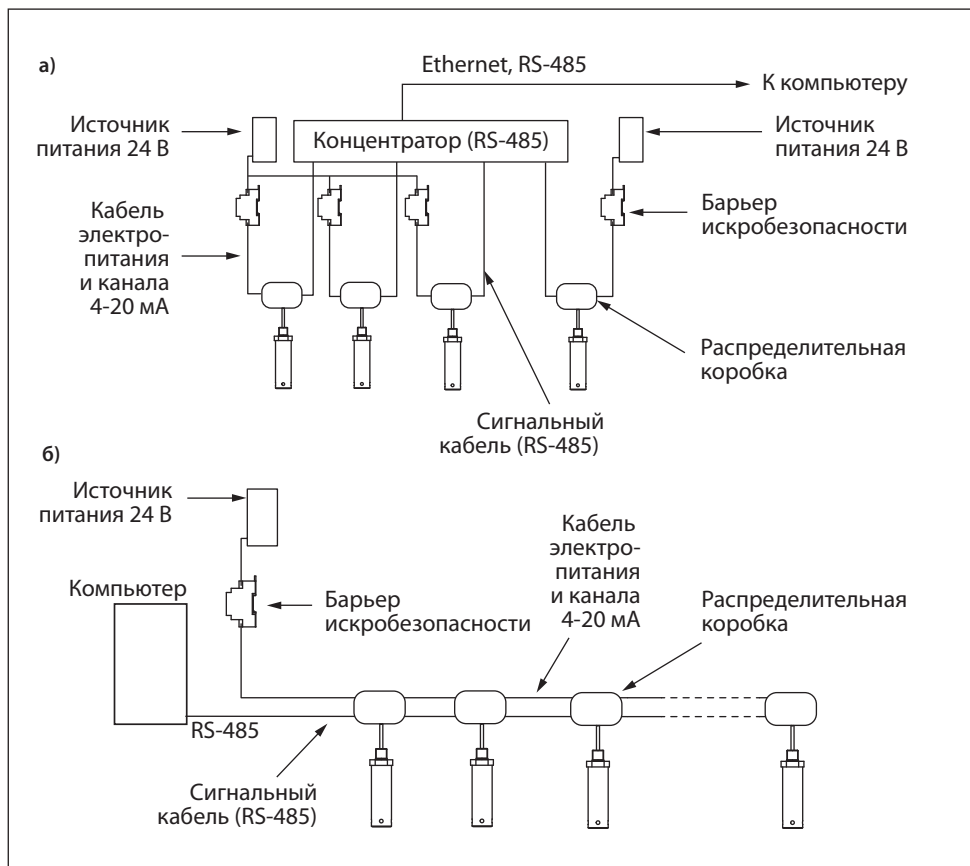 а)
Ethernet, RS-485
К компьютеру
Источник
питания 24 В
Концентратор (RS-485)
Источник
питания 24 В
Кабель
электро-
питания
и канала
4-20 мА
Барьер
искробезопасности
Распределительная
коробка
Сигнальный
кабель (RS-485)
б)
Источник
питания 24 В
Компьютер
Барьер
искробезопасности
Кабель
электро-
питания
и канала
4-20 мА
Распределительная
коробка
RS-485
Сигнальный
кабель (RS-485)